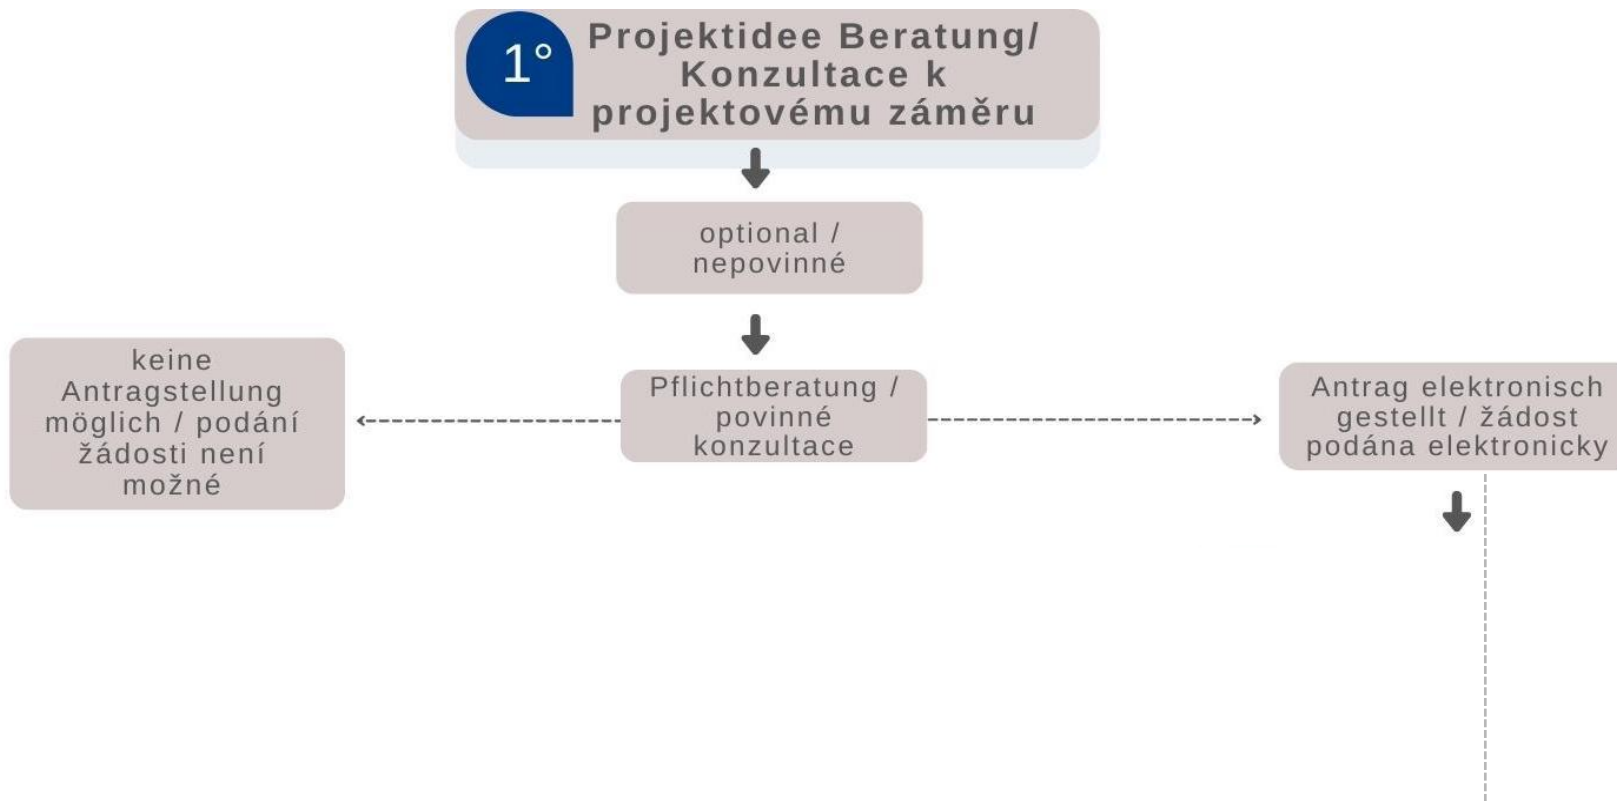 1°
Projektidee Beratung/
Konzultace k
projektovému záměru
optional /
nepovinné
keine
Antragstellung
möglich / podání
žádosti není
možné
Pflichtberatung /
povinné
konzultace
Antrag elektronisch
gestellt / žádost
podána elektronicky